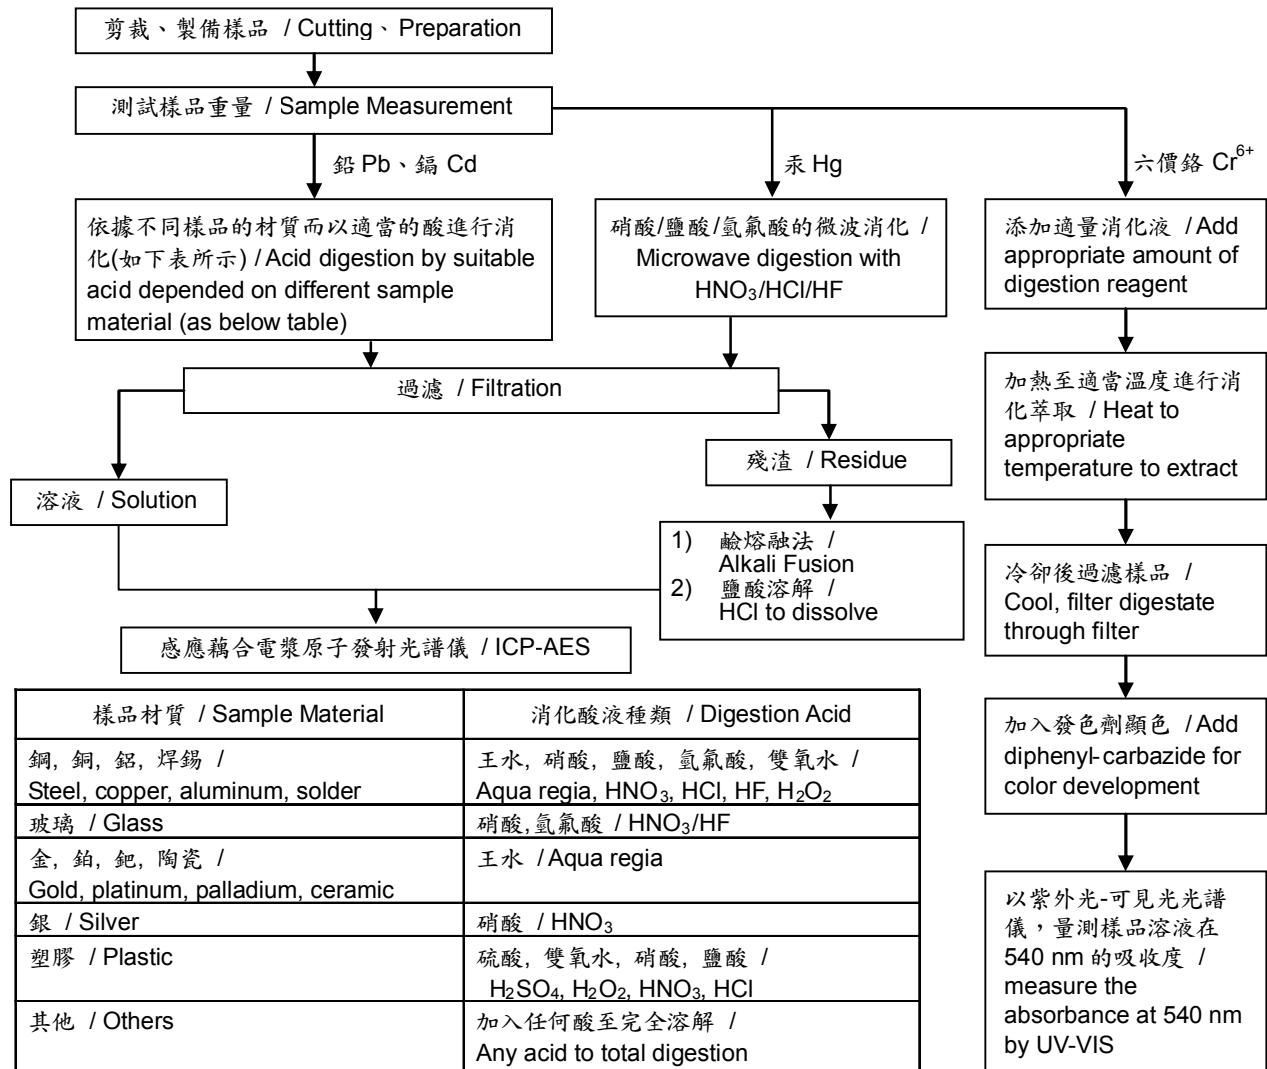 剪裁、製備樣品 / Cutting、Preparation
測試樣品重量 / Sample Measurement
鉛 Pb、鎘 Cd
汞 Hg
六價鉻 Cr6+
依據不同樣品的材質而以適當的酸進行消
化(如下表所示) / Acid digestion by suitable
acid depended on different sample
material (as below table)
硝酸/鹽酸/氫氟酸的微波消化 /
Microwave digestion with
HNO3/HCl/HF
添加適量消化液 / Add
appropriate amount of
digestion reagent
過濾 / Filtration
加熱至適當溫度進行消
化萃取 / Heat to
appropriate
temperature to extract
溶液 / Solution
殘渣 / Residue
1) 鹼熔融法 /
Alkali Fusion
2) 鹽酸溶解 /
HCl to dissolve
冷卻後過濾樣品 /
Cool, filter digestate
through filter
感應藕合電漿原子發射光譜儀 / ICP-AES
加入發色劑顯色 / Add
diphenyl-carbazide for
color development
以紫外光-可見光光譜
儀，量測樣品溶液在
540 nm 的吸收度 /
measure the
absorbance at 540 nm
by UV-VIS
樣品材質 / Sample Material
消化酸液種類 / Digestion Acid
鋼, 銅, 鋁, 焊錫 /
Steel, copper, aluminum, solder
王水, 硝酸, 鹽酸, 氫氟酸, 雙氧水 /
Aqua regia, HNO3, HCl, HF, H2O2
玻璃 / Glass
硝酸,氫氟酸 / HNO3/HF
金, 鉑, 鈀, 陶瓷 /
Gold, platinum, palladium, ceramic
王水 / Aqua regia
銀 / Silver
硝酸 / HNO3
塑膠 / Plastic
硫酸, 雙氧水, 硝酸, 鹽酸 /
H2SO4, H2O2, HNO3, HCl
其他 / Others
加入任何酸至完全溶解 /
Any acid to total digestion